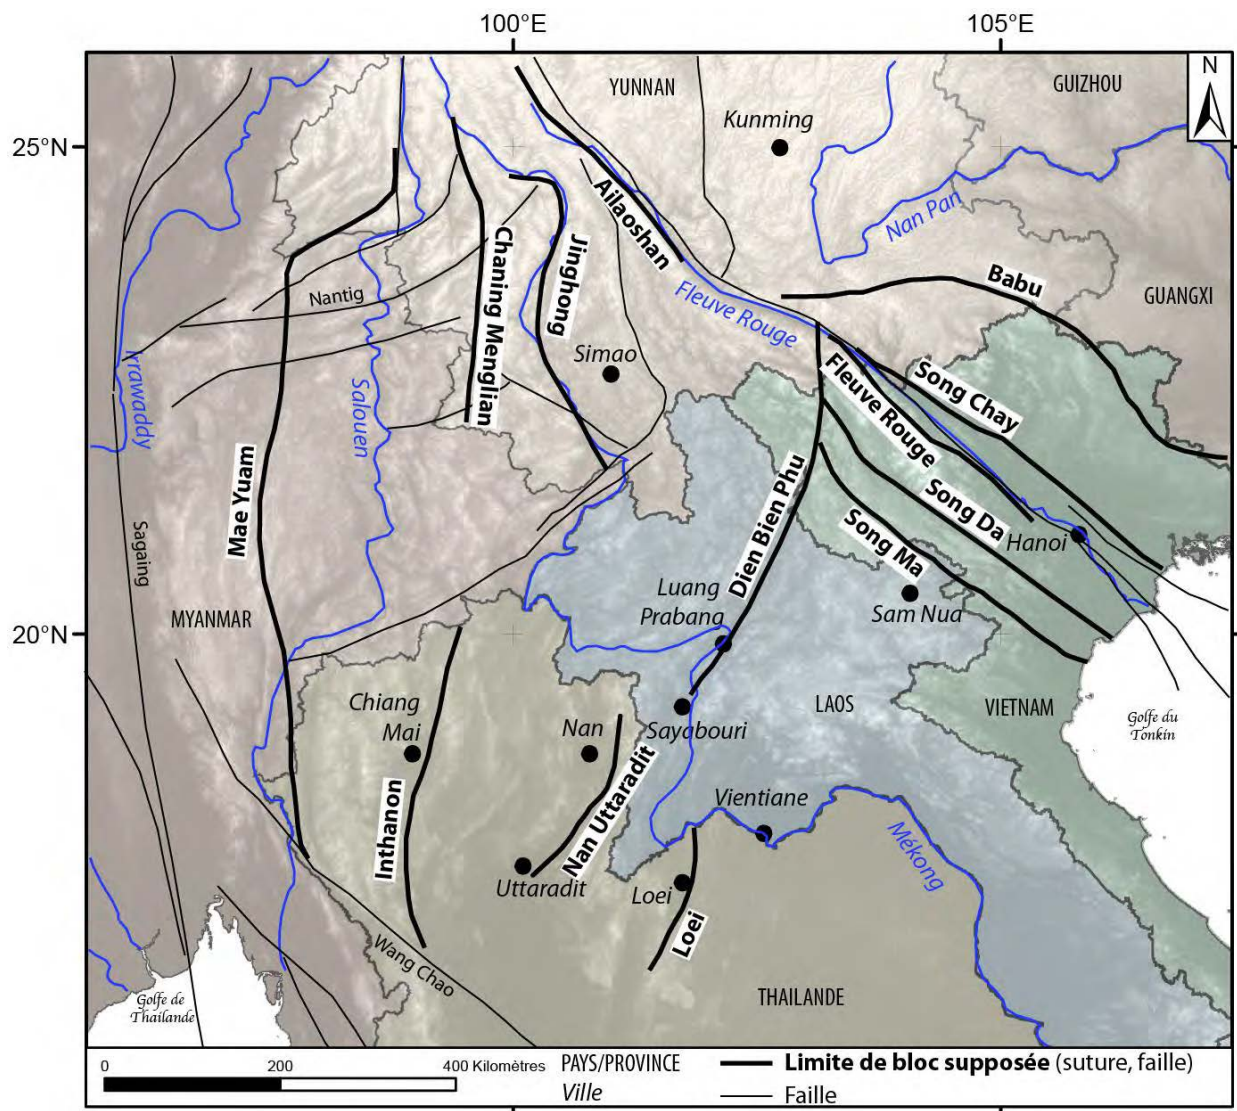 100°E
105°E
N
YUNNAN
GUIZHOU
Kunming
25°N
Ailaoshan
Nan Pan
Chaning Menglian
Jinghong
Nantig
Babu
GUANGXI
Fleuve Rouge
Simao
Irrawaddy
Salouen
Song Chay
Fleuve Rouge
Mae Yuam
Sagaing
Dien Bien Phu
Song Da
Hanoi
Song Ma
Luang
Prabana
Sam Nua
MYANMAR
20°N
Chiang
Mai
Nan
Sayabouri
LAOS
VIETNAM
Golfe du
Tonkin
Inthanon
Nan Uttaradit
Vientiane
Mékong
Uttaradit
Loei
Loei
Wang Chao
Golfe de
Thaïlande
THAILANDE
0
200
400 Kilomètres
PAYS/PROVINCE
Ville
Limite de bloc supposée (suture, faille)
Faille